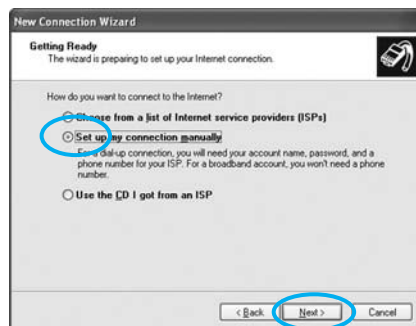 New Connection Wizard
Getting Ready
The wizard is preparing to set up your Internet connection.
How do you want to connect to the Internet?
Choose from a list of Internet service providers (ISPs)
Set up my connection manually
For a dial-up connection, you will need your account name, password, and a
phone number for your ISP. For a broadband account, you won't need a phone
number.
Use the CD I got from an ISP
< Back
Next >
Cancel